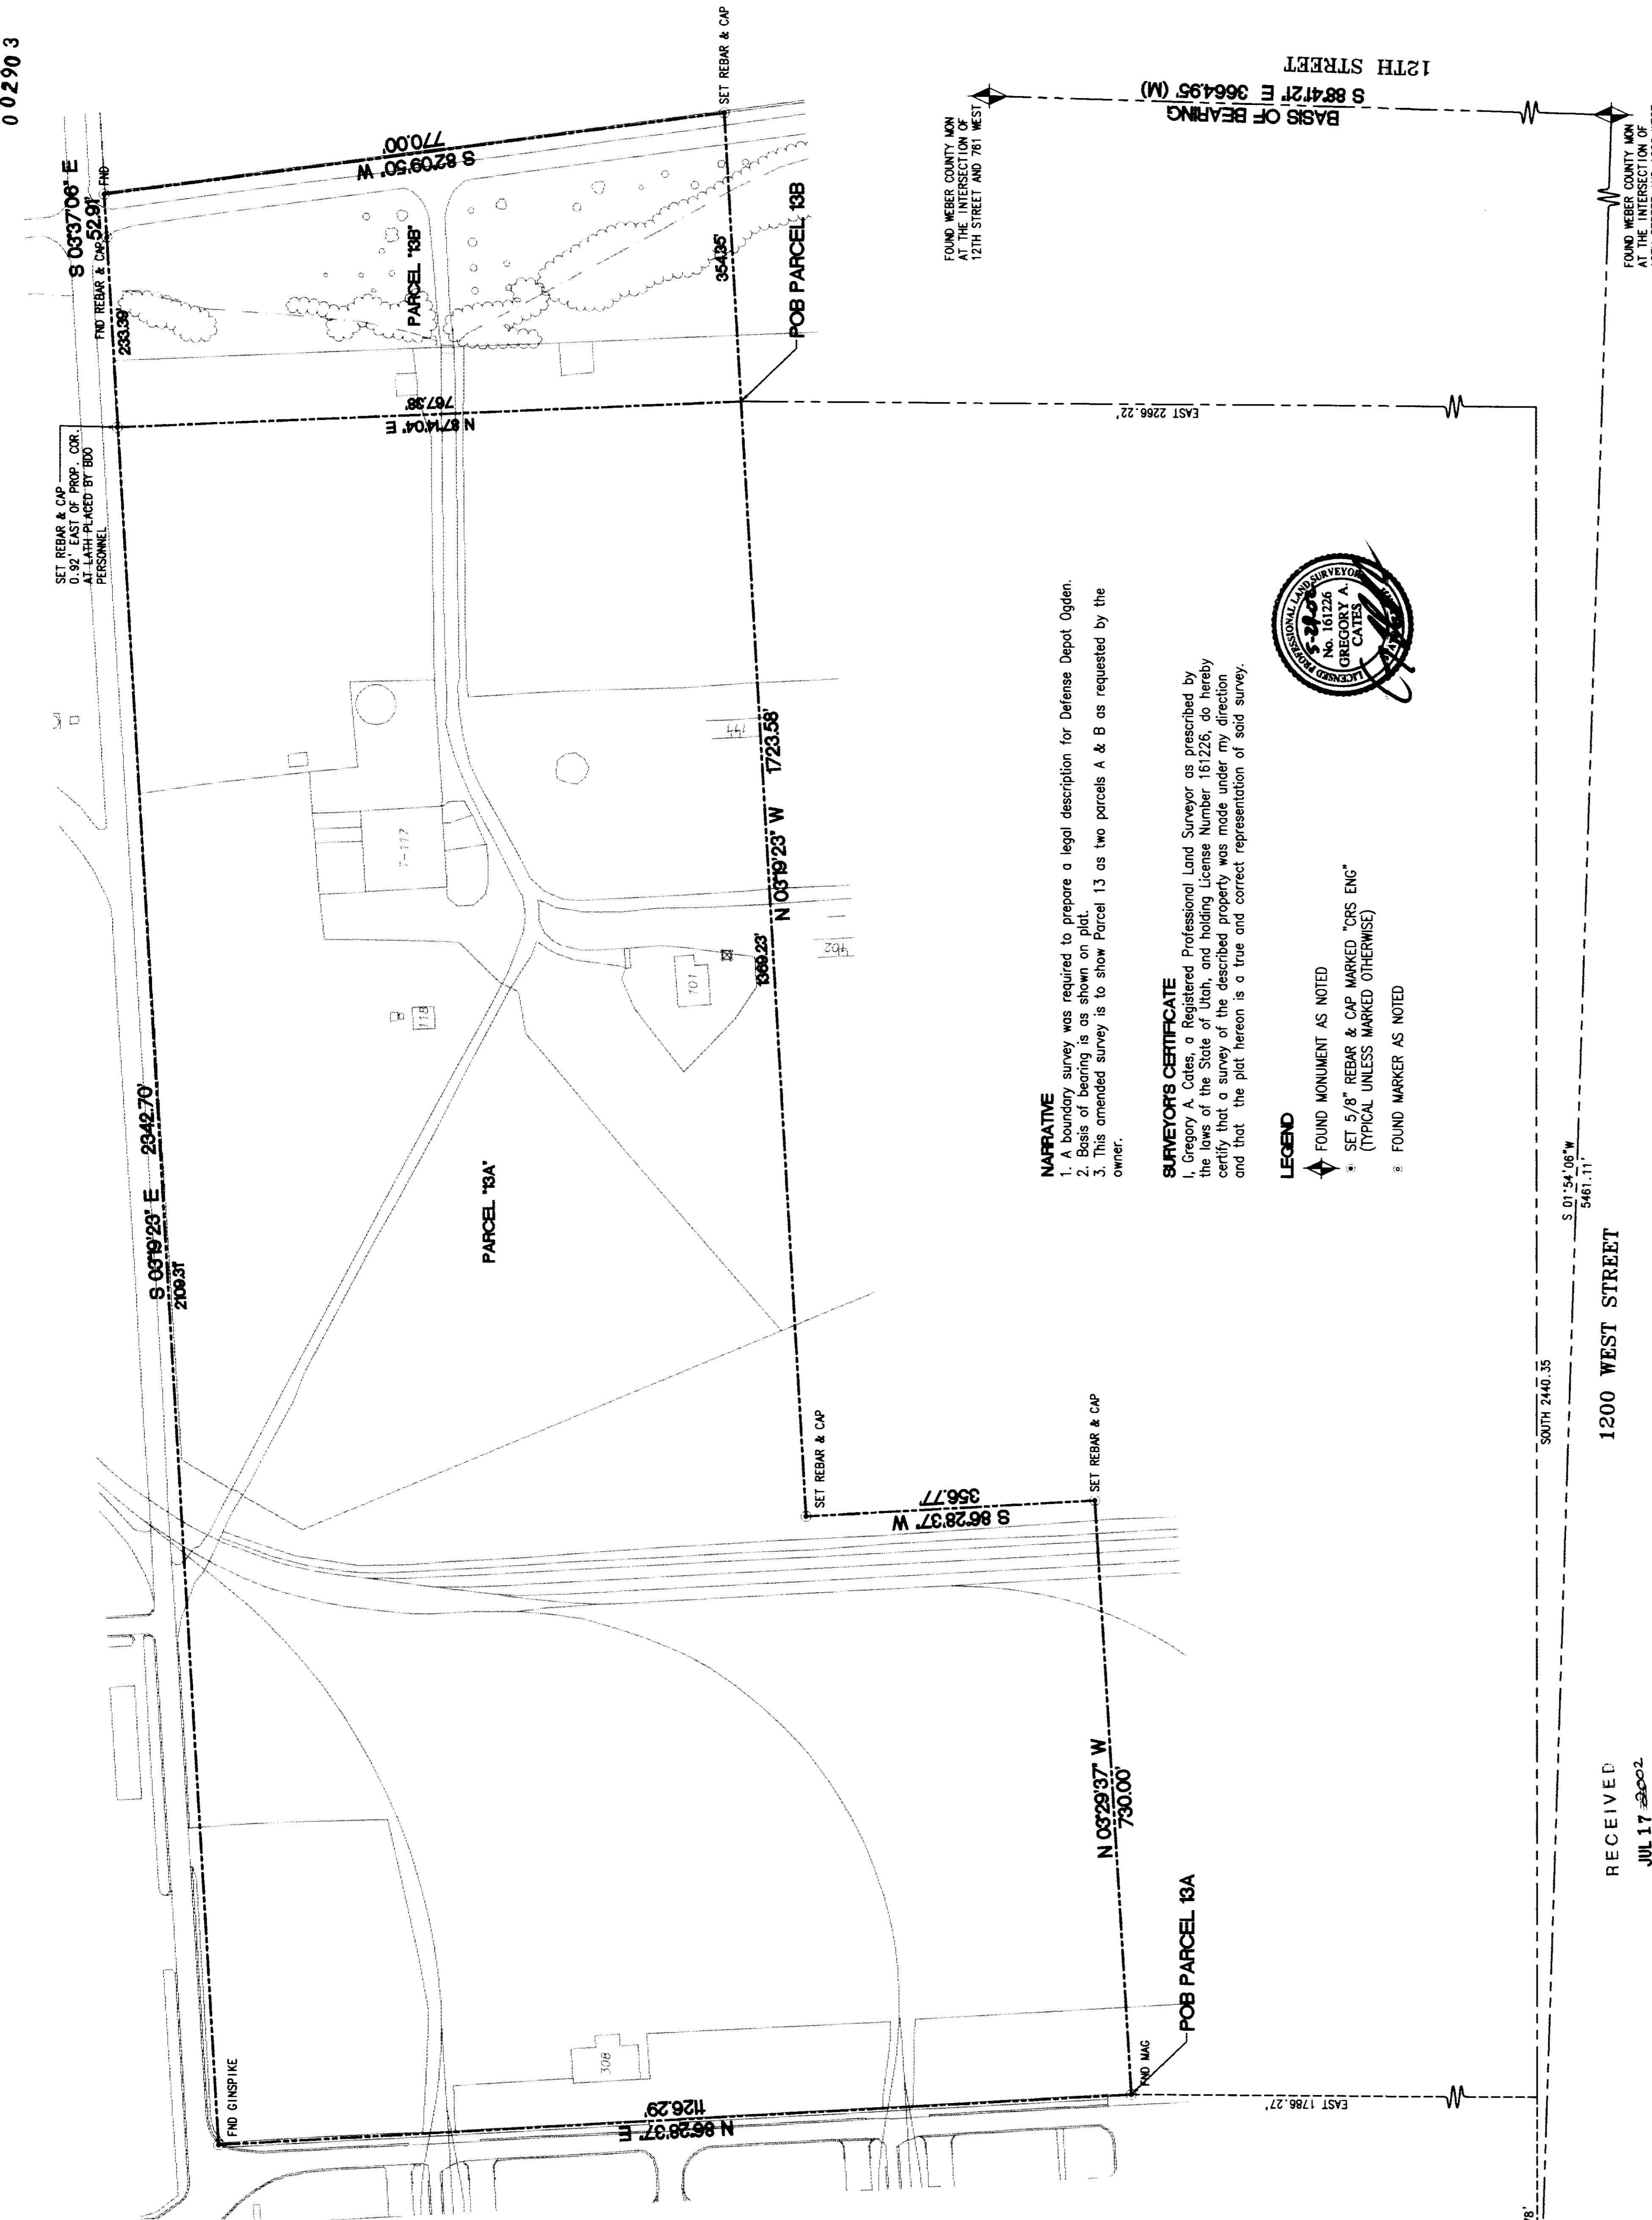 002903
SET REBAR & CAP
0.92' EAST OF PROP. COR.
AT LATH PLACED BY BDO
PERSONNEL
S 03°37'06" E
52.91'
FND REBAR & CAP
FND
233.39'
S 82°09'50" W
770.00'
SET REBAR & CAP
PARCEL "13B"
354.35'
POB PARCEL 13B
N 87°14'04" E
767.38'
S 03°19'23" E 2342.70'
2109.31'
PARCEL "13A"
T-117
118
101
144
N 03°19'23" W 1723.58'
1369.23'
SET REBAR & CAP
S 86°28'37" W
356.77'
SET REBAR & CAP
N 03°29'37" W
730.00'
POB PARCEL 13A
FND MAG
FND GINSPIKE
N 86°28'37" E
1126.29'
308
EAST 1786.27'
EAST 2266.22'
SOUTH 2440.35
S 01°54'06"W
5461.11'
1200 WEST STREET
12TH STREET
BASIS OF BEARING
S 88°41'21" E 3664.95' (M)
FOUND WEBER COUNTY MON
AT THE INTERSECTION OF
12TH STREET AND 761 WEST
FOUND WEBER COUNTY MON
AT THE INTERSECTION OF
NARRATIVE
1. A boundary survey was required to prepare a legal description for Defense Depot Ogden.
2. Basis of bearing is as shown on plat.
3. This amended survey is to show Parcel 13 as two parcels A & B as requested by the
owner.
SURVEYOR'S CERTIFICATE
I, Gregory A. Cates, a Registered Professional Land Surveyor as prescribed by
the laws of the State of Utah, and holding License Number 161226, do hereby
certify that a survey of the described property was made under my direction
and that the plat hereon is a true and correct representation of said survey.
LICENSED PROFESSIONAL LAND SURVEYOR
No. 161226
GREGORY A.
CATES
LEGEND
FOUND MONUMENT AS NOTED
SET 5/8" REBAR & CAP MARKED "CRS ENG"
(TYPICAL UNLESS MARKED OTHERWISE)
FOUND MARKER AS NOTED
RECEIVED
JUL 17 2002